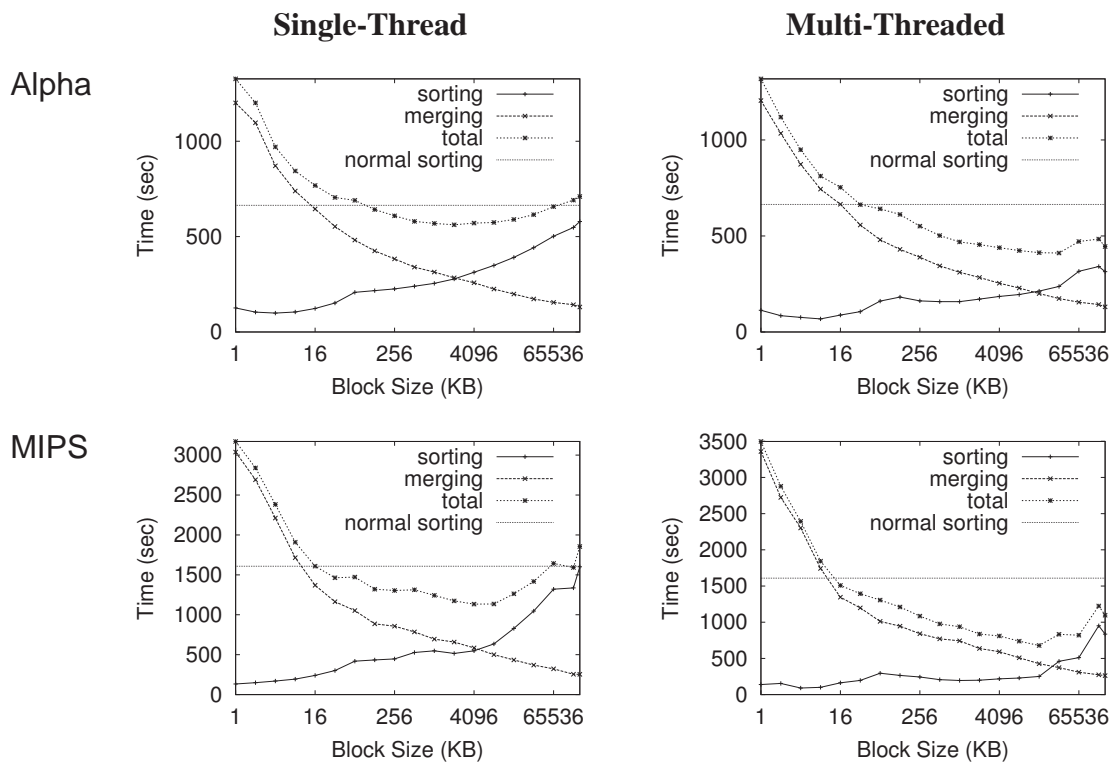 Single-Thread
Multi-Threaded
Alpha
sorting
merging
total
normal sorting
1000
500
0
Time (sec)
1 16 256 4096 65536
Block Size (KB)
sorting
merging
total
normal sorting
1000
500
0
Time (sec)
1 16 256 4096 65536
Block Size (KB)
MIPS
sorting
merging
total
normal sorting
3000
2500
2000
1500
1000
500
0
Time (sec)
1 16 256 4096 65536
Block Size (KB)
sorting
merging
total
normal sorting
3500
3000
2500
2000
1500
1000
500
0
Time (sec)
1 16 256 4096 65536
Block Size (KB)